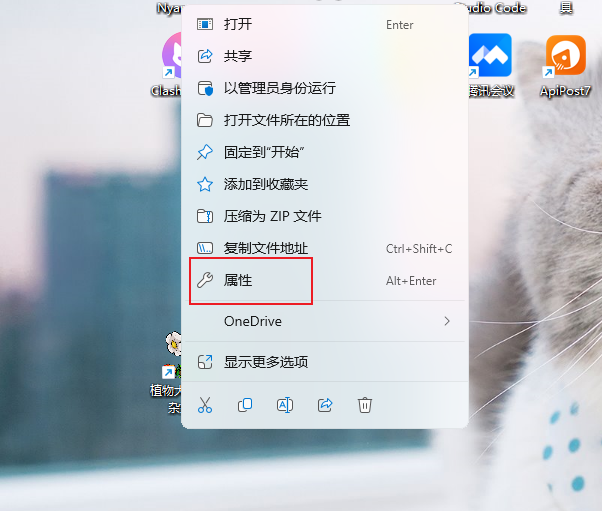 Nya
打开 Enter
udio Code
具
共享
Clash
腾讯会议
ApiPost7
以管理员身份运行
打开文件所在的位置
固定到"开始"
添加到收藏夹
压缩为 ZIP 文件
复制文件地址 Ctrl+Shift+C
属性 Alt+Enter
OneDrive
显示更多选项
植物大
杂